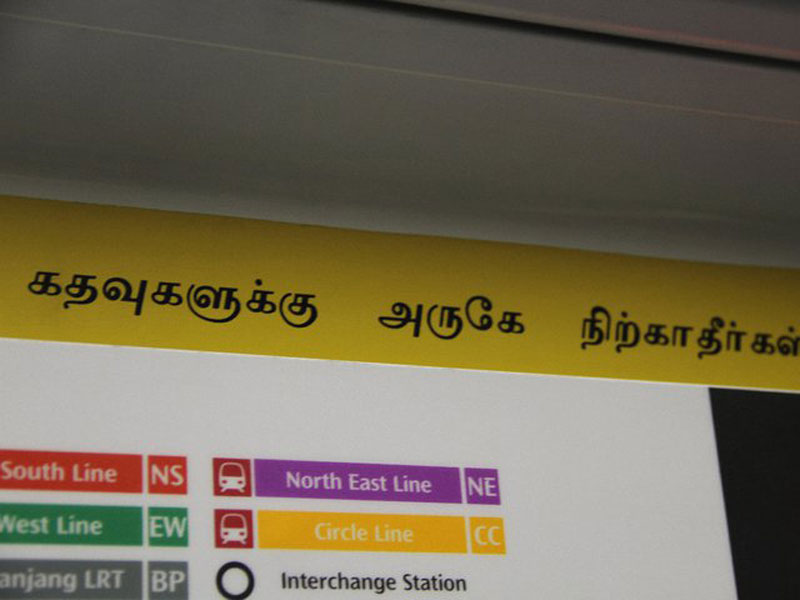 கதவுகளுக்கு அருகே நிற்காதீர்கள்
South Line NS North East Line NE
West Line EW Circle Line CC
anjang LRT BP Interchange Station